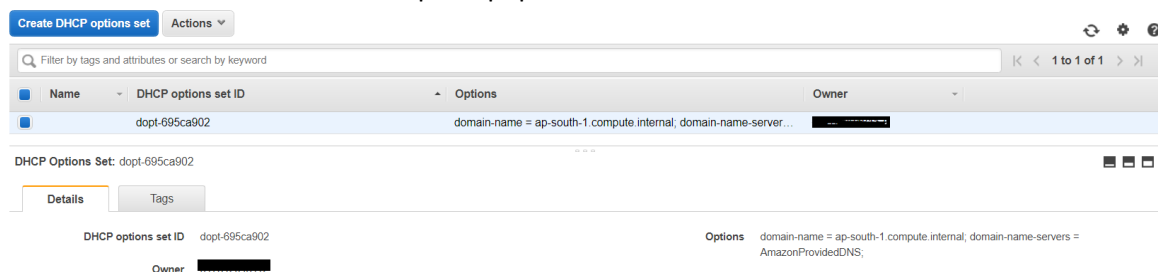 Create DHCP options set Actions
Filter by tags and attributes or search by keyword 1 to 1 of 1
Name DHCP options set ID Options Owner
dopt-695ca902 domain-name = ap-south-1.compute.internal; domain-name-server...
DHCP Options Set: dopt-695ca902
Details Tags
DHCP options set ID dopt-695ca902 Options domain-name = ap-south-1.compute.internal; domain-name-servers =
AmazonProvidedDNS;
Owner